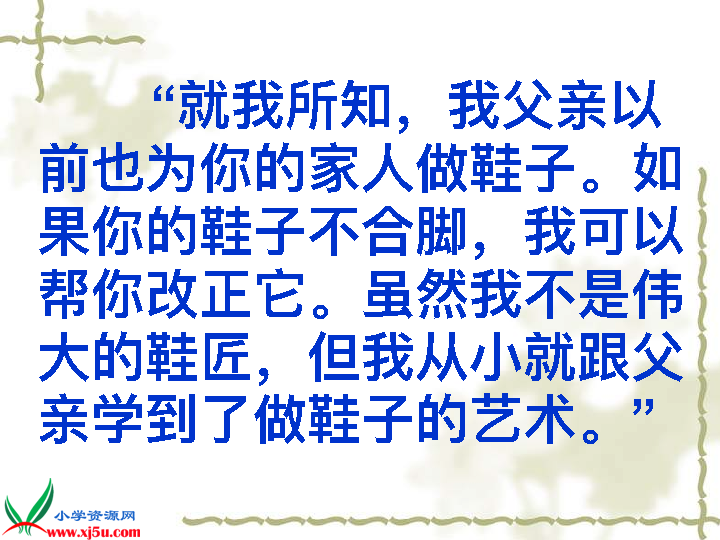 “就我所知，我父亲以
前也为你的家人做鞋子。如
果你的鞋子不合脚，我可以
帮你改正它。虽然我不是伟
大的鞋匠，但我从小就跟父
亲学到了做鞋子的艺术。”
小学资源网
www.xj5u.com